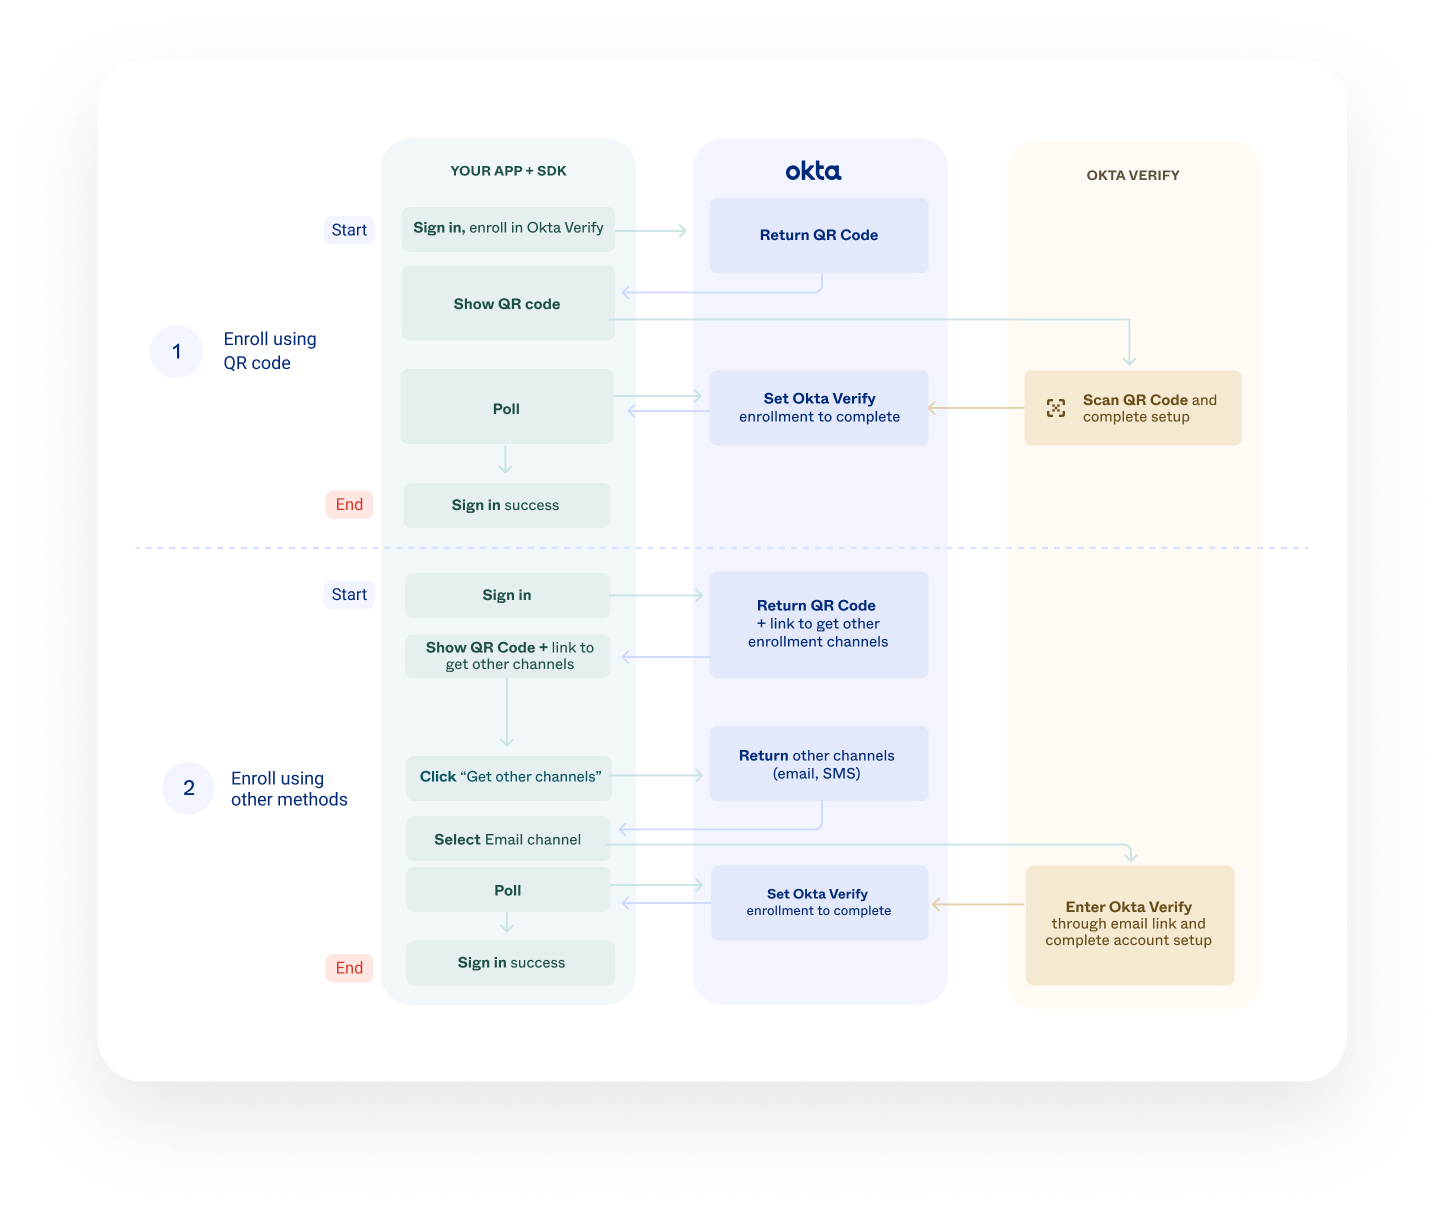 YOUR APP + SDK
okta
OKTA VERIFY
Start
Sign in, enroll in Okta Verify
Return QR Code
Show QR code
1
Enroll using
QR code
Poll
Set Okta Verify
enrollment to complete
Scan QR Code and
complete setup
End
Sign in success
Start
Sign in
Return QR Code
+ link to get other
enrollment channels
Show QR Code + link to
get other channels
2
Enroll using
other methods
Click “Get other channels”
Return other channels
(email, SMS)
Select Email channel
Poll
Set Okta Verify
enrollment to complete
Enter Okta Verify
through email link and
complete account setup
End
Sign in success